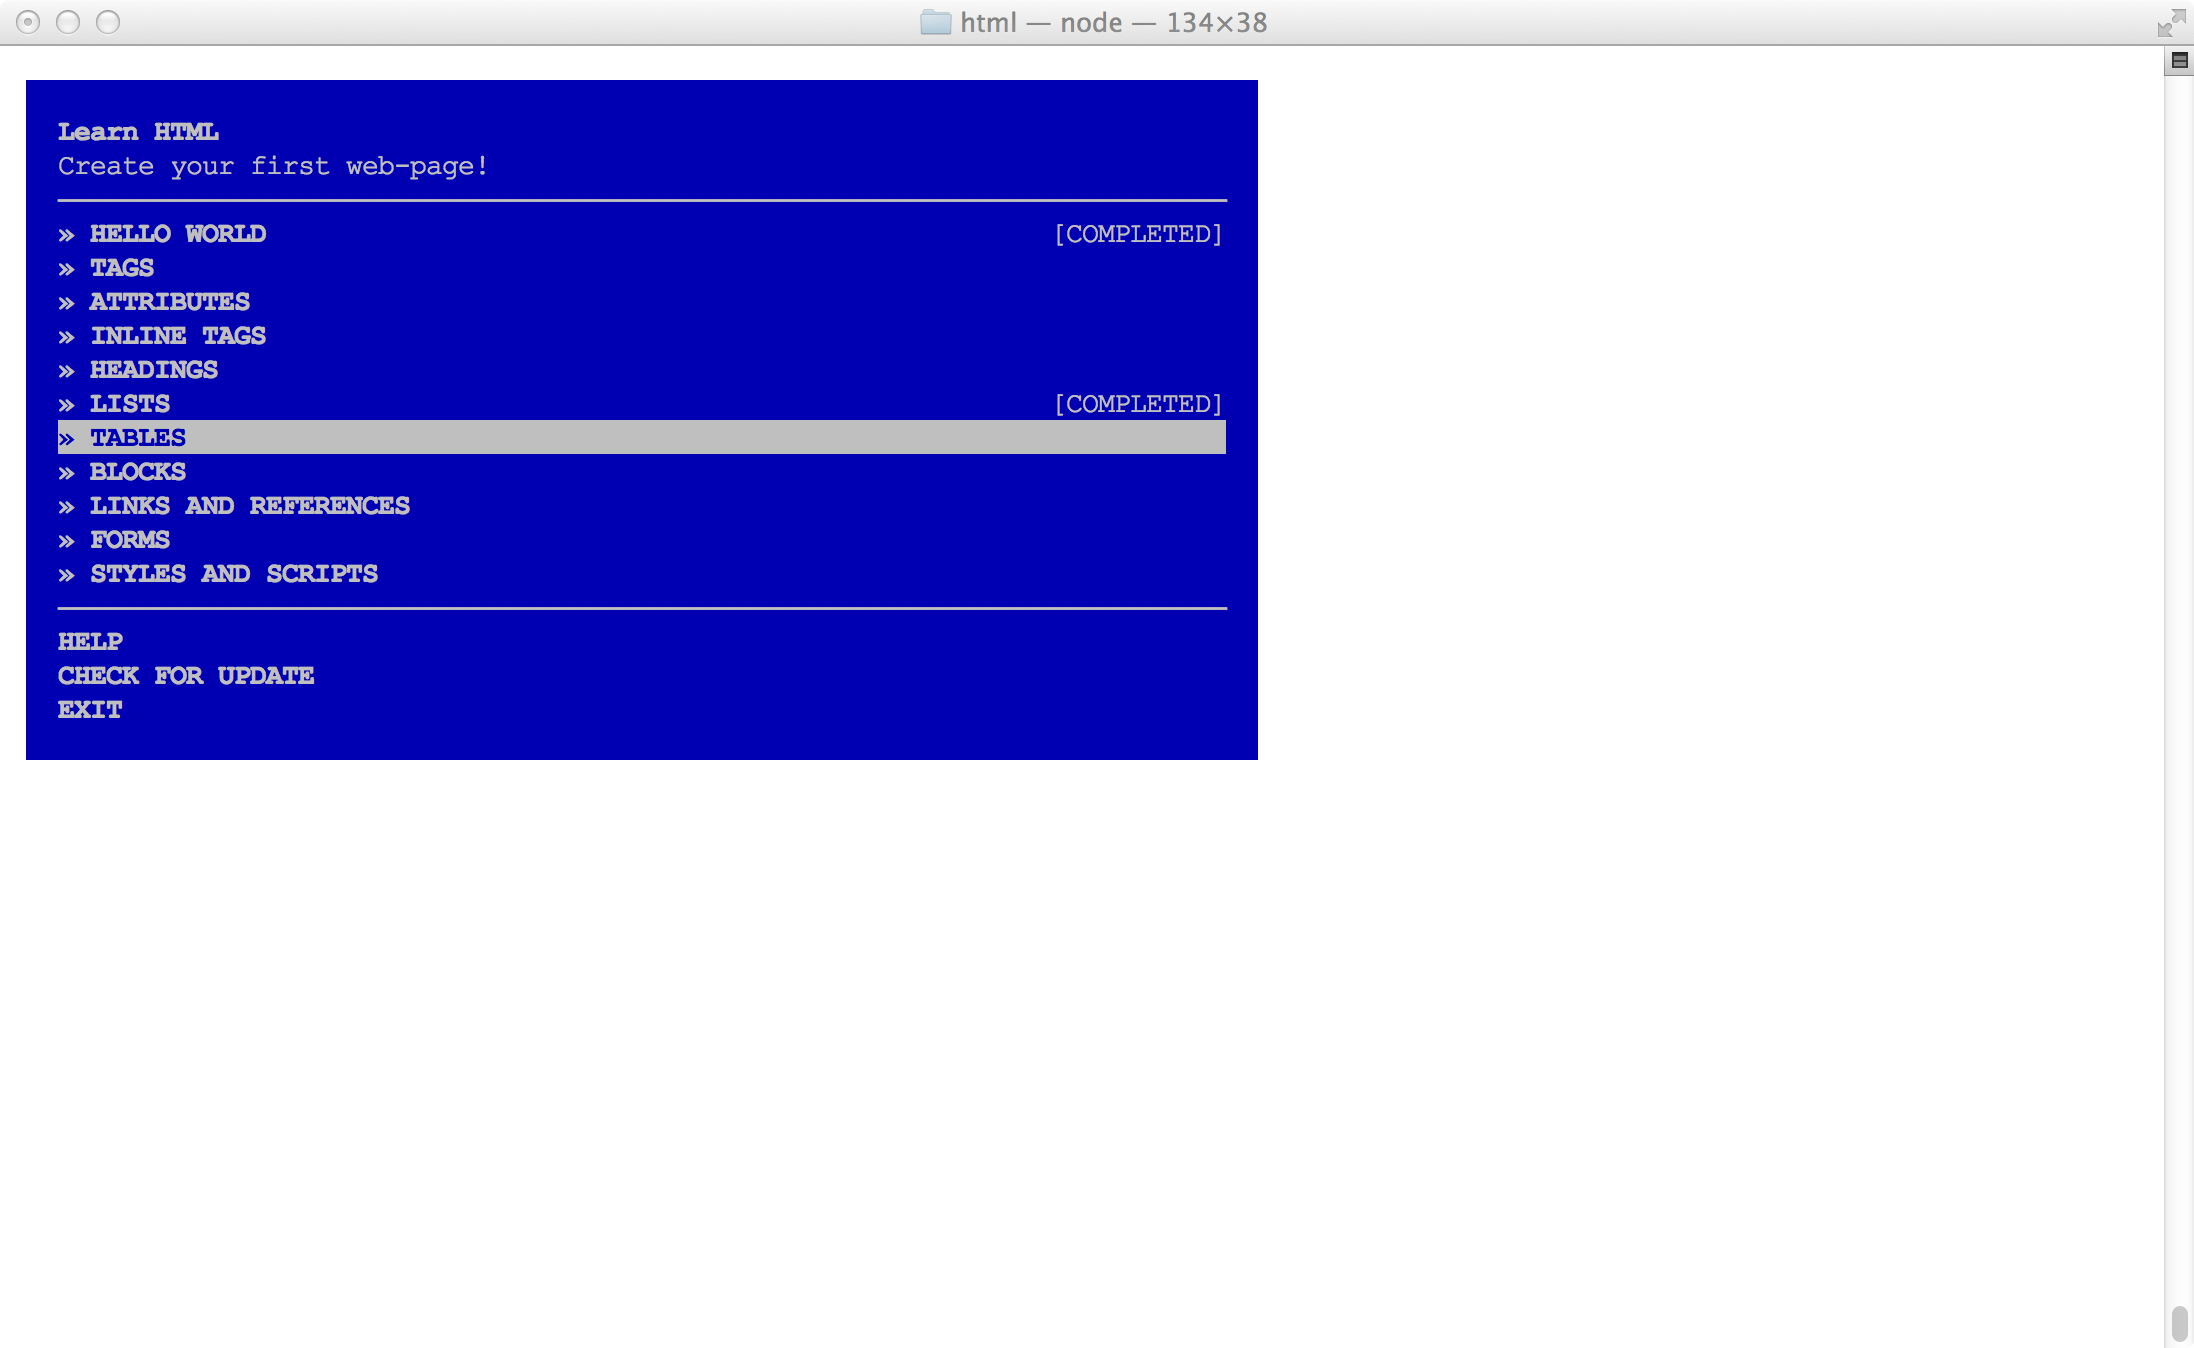 html — node — 134×38
Learn HTML
Create your first web-page!
» HELLO WORLD [COMPLETED]
» TAGS
» ATTRIBUTES
» INLINE TAGS
» HEADINGS
» LISTS [COMPLETED]
» TABLES
» BLOCKS
» LINKS AND REFERENCES
» FORMS
» STYLES AND SCRIPTS
HELP
CHECK FOR UPDATE
EXIT